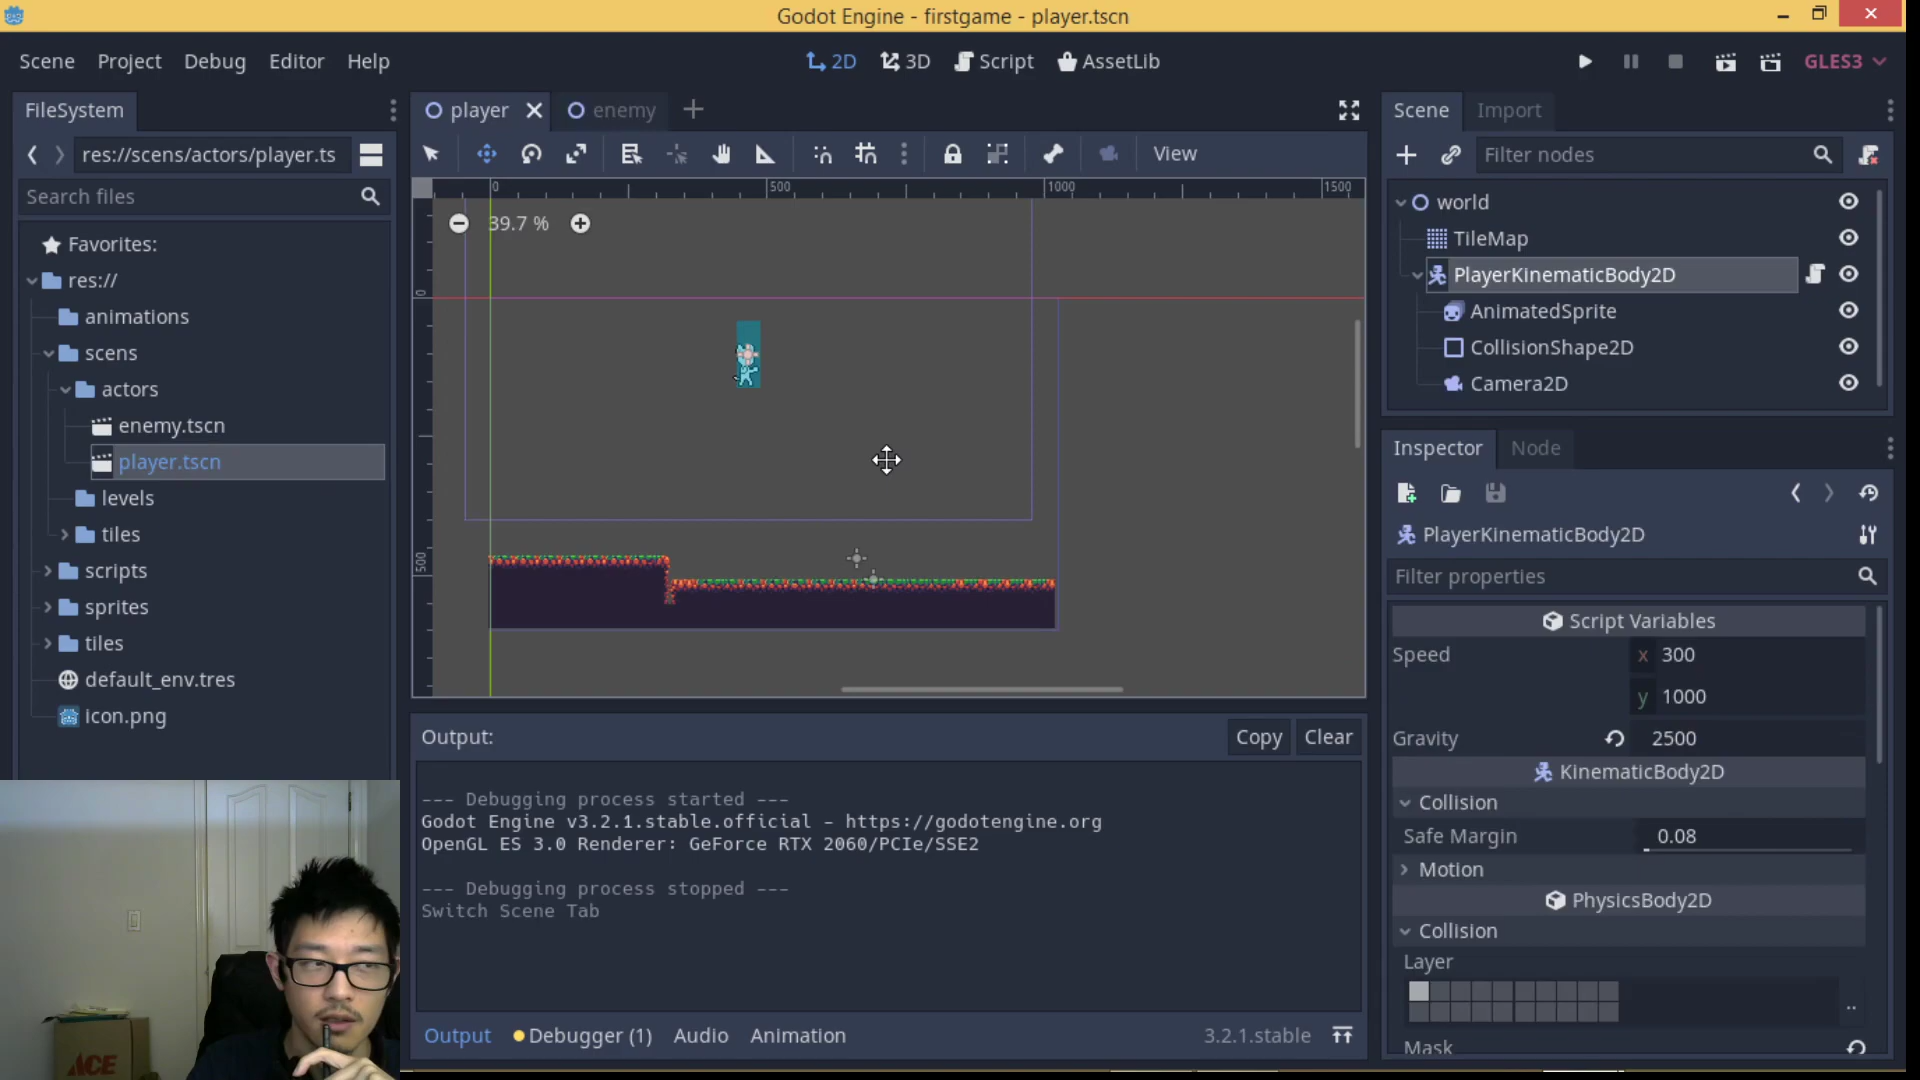 Godot Engine - firstgame - player.tscn
Scene Project Debug Editor Help
2D 3D Script AssetLib
GLES3
FileSystem
res://scens/actors/player.ts
Search files
Favorites:
res://
animations
scens
actors
enemy.tscn
player.tscn
levels
tiles
scripts
sprites
tiles
default_env.tres
icon.png
player enemy
View
0 500 1000 1500
39.7 %
0
500
Output: Copy Clear
--- Debugging process started ---
Godot Engine v3.2.1.stable.official - https://godotengine.org
OpenGL ES 3.0 Renderer: GeForce RTX 2060/PCIe/SSE2
--- Debugging process stopped ---
Switch Scene Tab
Output Debugger (1) Audio Animation 3.2.1.stable
Scene Import
Filter nodes
world
TileMap
PlayerKinematicBody2D
AnimatedSprite
CollisionShape2D
Camera2D
Inspector Node
PlayerKinematicBody2D
Filter properties
Script Variables
Speed x 300
y 1000
Gravity 2500
KinematicBody2D
Collision
Safe Margin 0.08
Motion
PhysicsBody2D
Collision
Layer
..
Mask
ACE